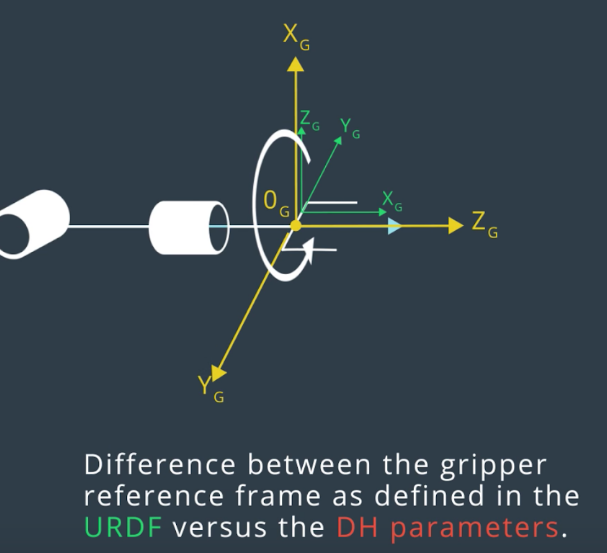 X_G
Z_G
Y_G
X_G
O_G
Z_G
Y_G
Difference between the gripper
reference frame as defined in the
URDF versus the DH parameters.